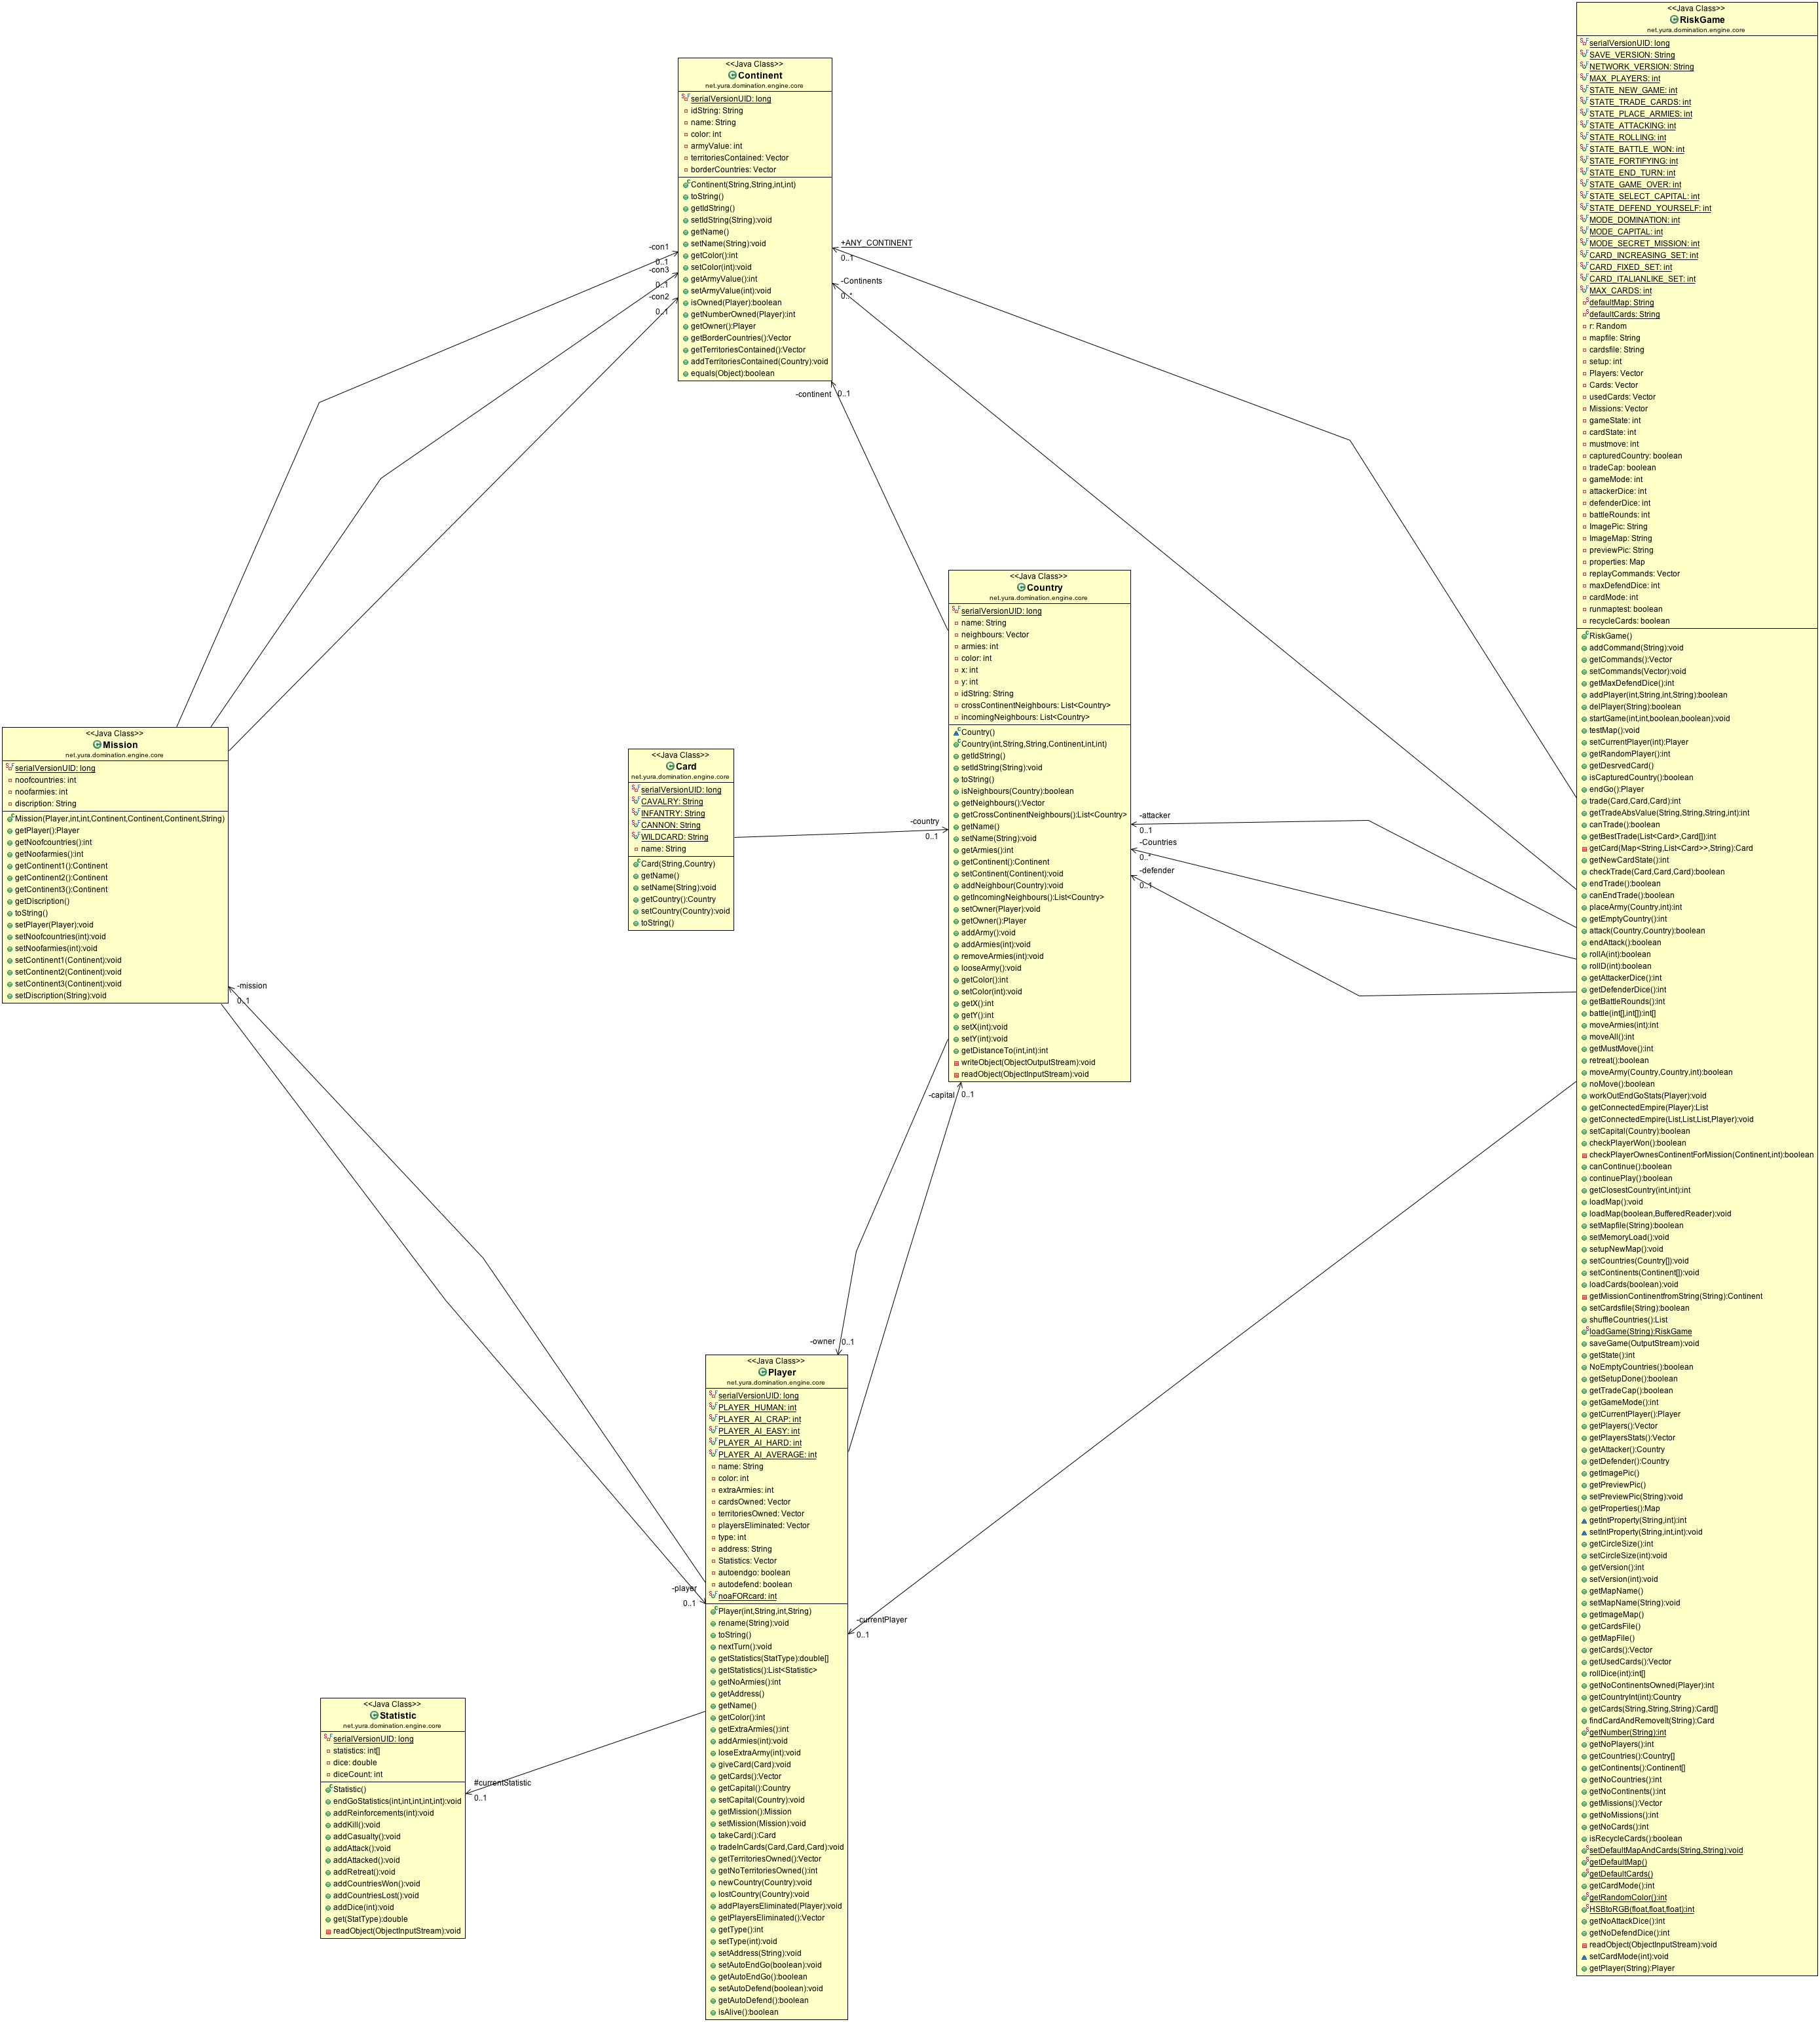 <<Java Class>>
Continent
net.yura.domination.engine.core
serialVersionUID: long
idString: String
name: String
color: int
armyValue: int
territoriesContained: Vector
borderCountries: Vector
Continent(String,String,int,int)
toString()
getIdString()
setIdString(String):void
getName()
setName(String):void
getColor():int
setColor(int):void
getArmyValue():int
setArmyValue(int):void
isOwned(Player):boolean
getNumberOwned(Player):int
getOwner():Player
getBorderCountries():Vector
getTerritoriesContained():Vector
addTerritoriesContained(Country):void
equals(Object):boolean
-con1
0..1
-con3
0..1
-con2
0..1
+ANY_CONTINENT
0..1
-Continents
0..*
-continent
0..1
<<Java Class>>
Country
net.yura.domination.engine.core
serialVersionUID: long
name: String
neighbours: Vector
armies: int
color: int
x: int
y: int
idString: String
crossContinentNeighbours: List<Country>
incomingNeighbours: List<Country>
Country()
Country(int,String,String,Continent,int,int)
getIdString()
setIdString(String):void
toString()
isNeighbours(Country):boolean
getNeighbours():Vector
getCrossContinentNeighbours():List<Country>
getName()
setName(String):void
getArmies():int
getContinent():Continent
setContinent(Continent):void
addNeighbour(Country):void
getIncomingNeighbours():List<Country>
setOwner(Player):void
getOwner():Player
addArmy():void
addArmies(int):void
removeArmies(int):void
looseArmy():void
getColor():int
setColor(int):void
getX():int
getY():int
setX(int):void
setY(int):void
getDistanceTo(int,int):int
writeObject(ObjectOutputStream):void
readObject(ObjectInputStream):void
-attacker
0..1
-Countries
0..*
-defender
0..1
-country
0..1
-capital
0..1
<<Java Class>>
Mission
net.yura.domination.engine.core
serialVersionUID: long
noofcountries: int
noofarmies: int
discription: String
Mission(Player,int,int,Continent,Continent,Continent,String)
getPlayer():Player
getNoofcountries():int
getNoofarmies():int
getContinent1():Continent
getContinent2():Continent
getContinent3():Continent
getDiscription()
toString()
setPlayer(Player):void
setNoofcountries(int):void
setNoofarmies(int):void
setContinent1(Continent):void
setContinent2(Continent):void
setContinent3(Continent):void
setDiscription(String):void
-mission
0..1
<<Java Class>>
Card
net.yura.domination.engine.core
serialVersionUID: long
CAVALRY: String
INFANTRY: String
CANNON: String
WILDCARD: String
name: String
Card(String,Country)
getName()
setName(String):void
getCountry():Country
setCountry(Country):void
toString()
-owner
0..1
<<Java Class>>
Player
net.yura.domination.engine.core
serialVersionUID: long
PLAYER_HUMAN: int
PLAYER_AI_CRAP: int
PLAYER_AI_EASY: int
PLAYER_AI_HARD: int
PLAYER_AI_AVERAGE: int
name: String
color: int
extraArmies: int
cardsOwned: Vector
territoriesOwned: Vector
playersEliminated: Vector
type: int
address: String
Statistics: Vector
autoendgo: boolean
autodefend: boolean
noaFORcard: int
Player(int,String,int,String)
rename(String):void
toString()
nextTurn():void
getStatistics(StatType):double[]
getStatistics():List<Statistic>
getNoArmies():int
getAddress()
getName()
getColor():int
getExtraArmies():int
addArmies(int):void
loseExtraArmy(int):void
giveCard(Card):void
getCards():Vector
getCapital():Country
setCapital(Country):void
getMission():Mission
setMission(Mission):void
takeCard():Card
tradeInCards(Card,Card,Card):void
getTerritoriesOwned():Vector
getNoTerritoriesOwned():int
newCountry(Country):void
lostCountry(Country):void
addPlayersEliminated(Player):void
getPlayersEliminated():Vector
getType():int
setType(int):void
setAddress(String):void
setAutoEndGo(boolean):void
getAutoEndGo():boolean
setAutoDefend(boolean):void
getAutoDefend():boolean
isAlive():boolean
-player
0..1
-currentPlayer
0..1
<<Java Class>>
Statistic
net.yura.domination.engine.core
serialVersionUID: long
statistics: int[]
dice: double
diceCount: int
Statistic()
endGoStatistics(int,int,int,int,int):void
addReinforcements(int):void
addKill():void
addCasualty():void
addAttack():void
addAttacked():void
addRetreat():void
addCountriesWon():void
addCountriesLost():void
addDice(int):void
get(StatType):double
readObject(ObjectInputStream):void
#currentStatistic
0..1
<<Java Class>>
RiskGame
net.yura.domination.engine.core
serialVersionUID: long
SAVE_VERSION: String
NETWORK_VERSION: String
MAX_PLAYERS: int
STATE_NEW_GAME: int
STATE_TRADE_CARDS: int
STATE_PLACE_ARMIES: int
STATE_ATTACKING: int
STATE_ROLLING: int
STATE_BATTLE_WON: int
STATE_FORTIFYING: int
STATE_END_TURN: int
STATE_GAME_OVER: int
STATE_SELECT_CAPITAL: int
STATE_DEFEND_YOURSELF: int
MODE_DOMINATION: int
MODE_CAPITAL: int
MODE_SECRET_MISSION: int
CARD_INCREASING_SET: int
CARD_FIXED_SET: int
CARD_ITALIANLIKE_SET: int
MAX_CARDS: int
defaultMap: String
defaultCards: String
r: Random
mapfile: String
cardsfile: String
setup: int
Players: Vector
Cards: Vector
usedCards: Vector
Missions: Vector
gameState: int
cardState: int
mustmove: int
capturedCountry: boolean
tradeCap: boolean
gameMode: int
attackerDice: int
defenderDice: int
battleRounds: int
ImagePic: String
ImageMap: String
previewPic: String
properties: Map
replayCommands: Vector
maxDefendDice: int
cardMode: int
runmaptest: boolean
recycleCards: boolean
RiskGame()
addCommand(String):void
getCommands():Vector
setCommands(Vector):void
getMaxDefendDice():int
addPlayer(int,String,int,String):boolean
delPlayer(String):boolean
startGame(int,int,boolean,boolean):void
testMap():void
setCurrentPlayer(int):Player
getRandomPlayer():int
getDesrvedCard()
isCapturedCountry():boolean
endGo():Player
trade(Card,Card,Card):int
getTradeAbsValue(String,String,String,int):int
canTrade():boolean
getBestTrade(List<Card>,Card[]):int
getCard(Map<String,List<Card>>,String):Card
getNewCardState():int
checkTrade(Card,Card,Card):boolean
endTrade():boolean
canEndTrade():boolean
placeArmy(Country,int):int
getEmptyCountry():int
attack(Country,Country):boolean
endAttack():boolean
rollA(int):boolean
rollD(int):boolean
getAttackerDice():int
getDefenderDice():int
getBattleRounds():int
battle(int[],int[]):int[]
moveArmies(int):int
moveAll():int
getMustMove():int
retreat():boolean
moveArmy(Country,Country,int):boolean
noMove():boolean
workOutEndGoStats(Player):void
getConnectedEmpire(Player):List
getConnectedEmpire(List,List,List,Player):void
setCapital(Country):boolean
checkPlayerWon():boolean
checkPlayerOwnesContinentForMission(Continent,int):boolean
canContinue():boolean
continuePlay():boolean
getClosestCountry(int,int):int
loadMap():void
loadMap(boolean,BufferedReader):void
setMapfile(String):boolean
setMemoryLoad():void
setupNewMap():void
setCountries(Country[]):void
setContinents(Continent[]):void
loadCards(boolean):void
getMissionContinentfromString(String):Continent
setCardsfile(String):boolean
shuffleCountries():List
loadGame(String):RiskGame
saveGame(OutputStream):void
getState():int
NoEmptyCountries():boolean
getSetupDone():boolean
getTradeCap():boolean
getGameMode():int
getCurrentPlayer():Player
getPlayers():Vector
getPlayersStats():Vector
getAttacker():Country
getDefender():Country
getImagePic()
getPreviewPic()
setPreviewPic(String):void
getProperties():Map
getIntProperty(String,int):int
setIntProperty(String,int,int):void
getCircleSize():int
setCircleSize(int):void
getVersion():int
setVersion(int):void
getMapName()
setMapName(String):void
getImageMap()
getCardsFile()
getMapFile()
getCards():Vector
getUsedCards():Vector
rollDice(int):int[]
getNoContinentsOwned(Player):int
getCountryInt(int):Country
getCards(String,String,String):Card[]
findCardAndRemoveIt(String):Card
getNumber(String):int
getNoPlayers():int
getCountries():Country[]
getContinents():Continent[]
getNoCountries():int
getNoContinents():int
getMissions():Vector
getNoMissions():int
getNoCards():int
isRecycleCards():boolean
setDefaultMapAndCards(String,String):void
getDefaultMap()
getDefaultCards()
getCardMode():int
getRandomColor():int
HSBtoRGB(float,float,float):int
getNoAttackDice():int
getNoDefendDice():int
readObject(ObjectInputStream):void
setCardMode(int):void
getPlayer(String):Player